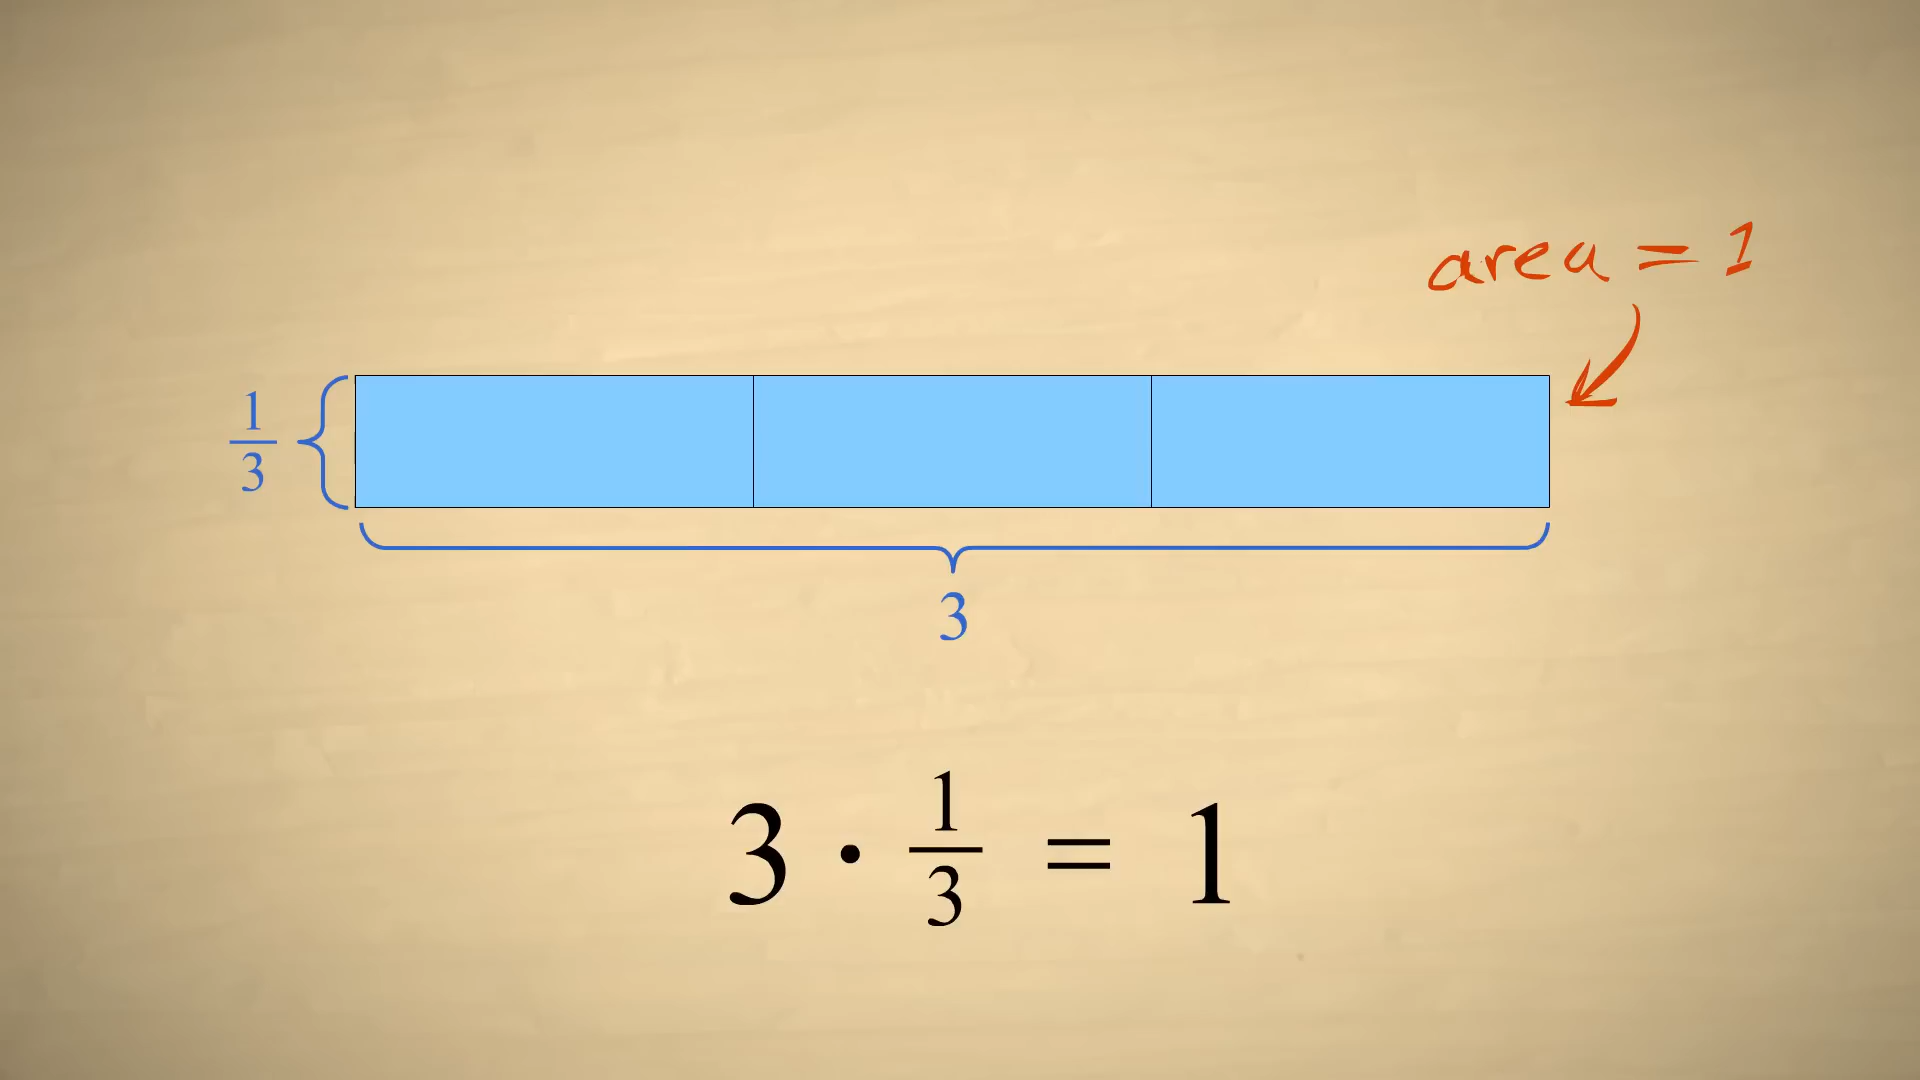 area = 1
1/3
3
3 · 1/3 = 1